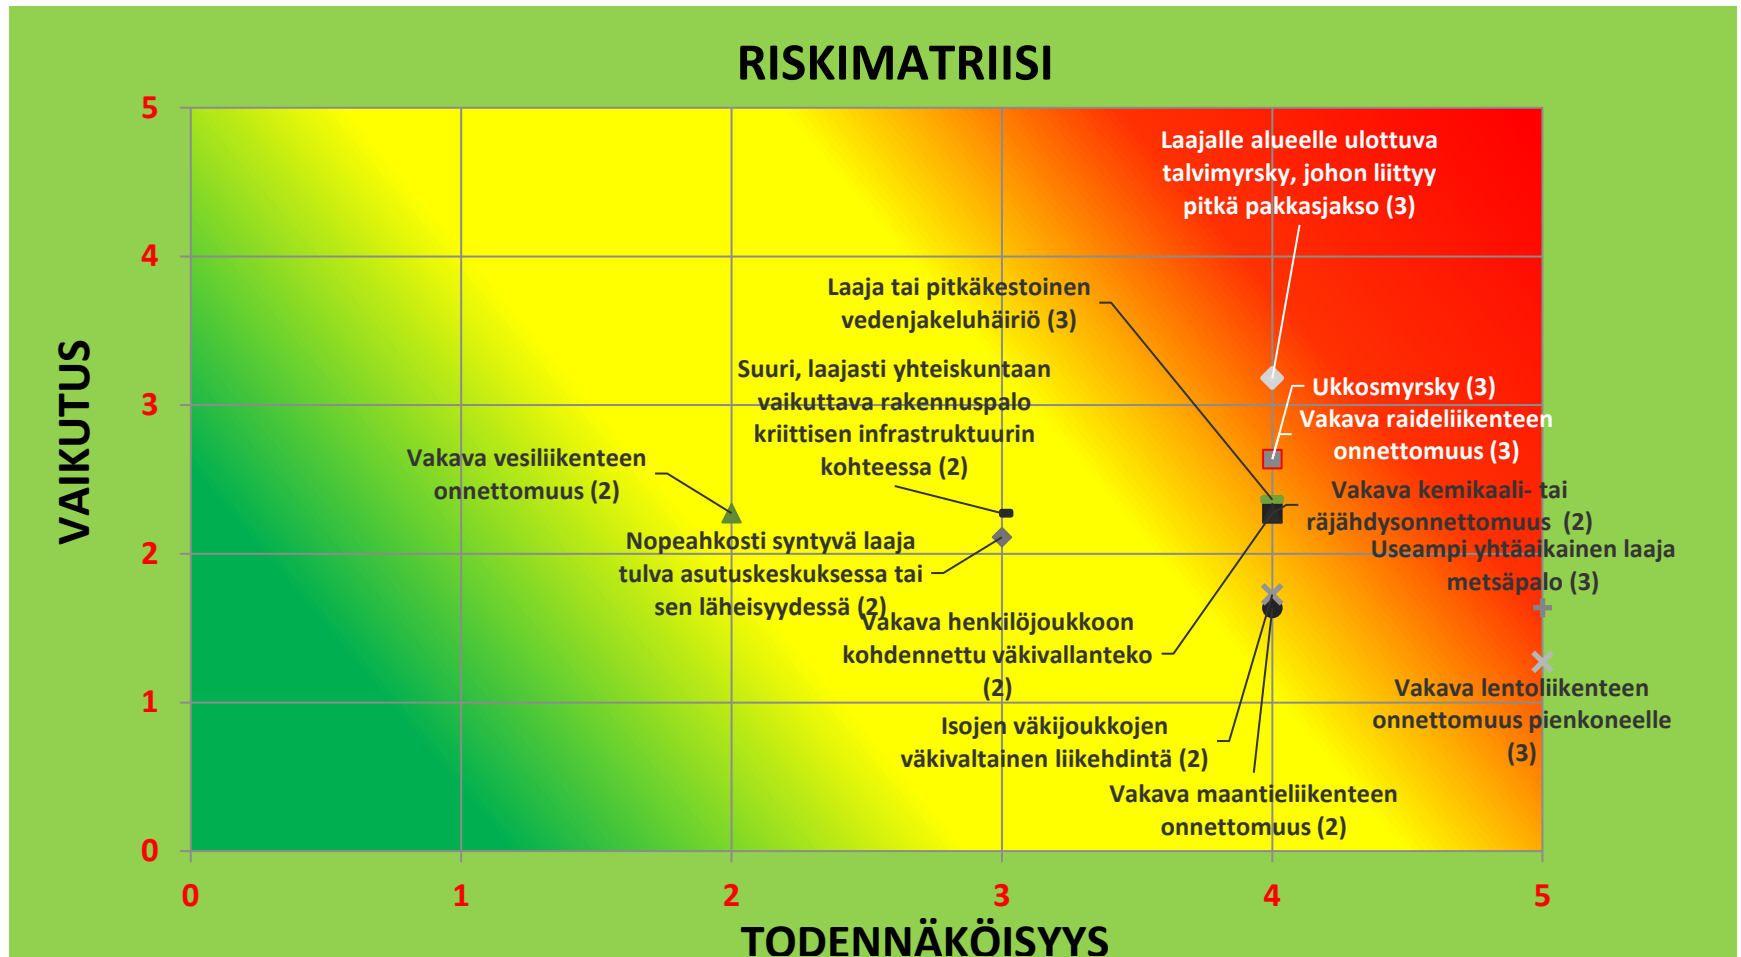 RISKIMATRIISI
5
4
3
2
1
0
VAIKUTUS
Laajalle alueelle ulottuva
talvimyrsky, johon liittyy
pitkä pakkasjakso (3)
Laaja tai pitkäkestoinen
vedenjakeluhäiriö (3)
Suuri, laajasti yhteiskuntaan
vaikuttava rakennuspalo
kriittisen infrastruktuurin
kohteessa (2)
Ukkosmyrsky (3)
Vakava raideliikenteen
onnettomuus (3)
Vakava vesiliikenteen
onnettomuus (2)
Vakava kemikaali- tai
räjähdysonnettomuus (2)
Nopeahkosti syntyvä laaja
tulva asutuskeskuksessa tai
sen läheisyydessä (2)
Useampi yhtäaikainen laaja
metsäpalo (3)
Vakava henkilöjoukkoon
kohdennettu väkivallanteko
(2)
Vakava lentoliikenteen
onnettomuus pienkoneelle
(3)
Isojen väkijoukkojen
väkivaltainen liikehdintä (2)
Vakava maantieliikenteen
onnettomuus (2)
0 1 2 3 4 5
TODENNÄKÖISYYS